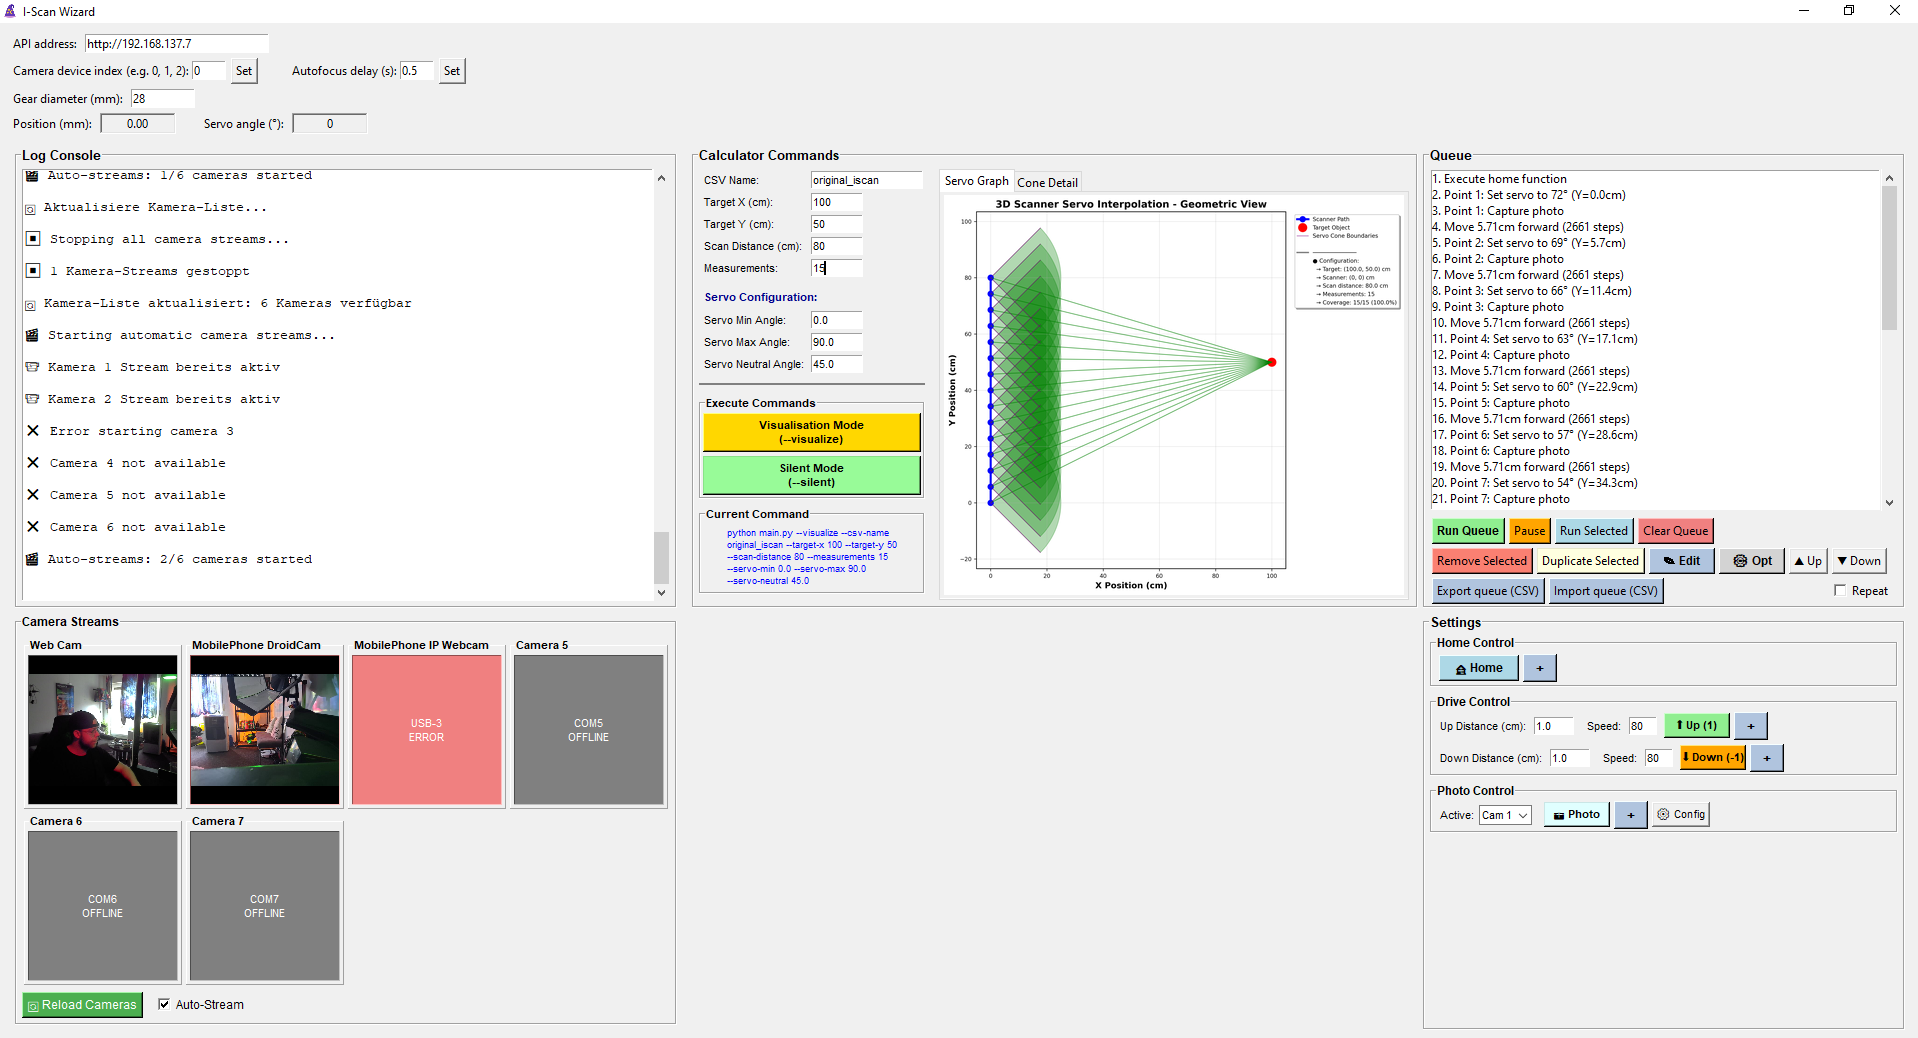 I-Scan Wizard
API address: http://192.168.137.7
Camera device index (e.g. 0, 1, 2): 0 Set Autofocus delay (s): 0.5 Set
Gear diameter (mm): 28
Position (mm): 0.00 Servo angle (°): 0
Log Console
Auto-streams: 1/6 cameras started
Aktualisiere Kamera-Liste...
Stopping all camera streams...
1 Kamera-Streams gestoppt
Kamera-Liste aktualisiert: 6 Kameras verfügbar
Starting automatic camera streams...
Kamera 1 Stream bereits aktiv
Kamera 2 Stream bereits aktiv
Error starting camera 3
Camera 4 not available
Camera 5 not available
Camera 6 not available
Auto-streams: 2/6 cameras started
Calculator Commands
CSV Name: original_iscan
Target X (cm): 100
Target Y (cm): 50
Scan Distance (cm): 80
Measurements: 15
Servo Configuration:
Servo Min Angle: 0.0
Servo Max Angle: 90.0
Servo Neutral Angle: 45.0
Execute Commands
Visualisation Mode
(--visualize)
Silent Mode
(--silent)
Current Command
python main.py --visualize --csv-name
original_iscan --target-x 100 --target-y 50
--scan-distance 80 --measurements 15
--servo-min 0.0 --servo-max 90.0
--servo-neutral 45.0
Servo Graph Cone Detail
3D Scanner Servo Interpolation - Geometric View
Y Position (cm)
100
80
60
40
20
0
−20
0 20 40 60 80 100
X Position (cm)
Scanner Path
Target Object
Servo Cone Boundaries
● Configuration:
→ Target: (100.0, 50.0) cm
→ Scanner: (0, 0) cm
→ Scan distance: 80.0 cm
→ Measurements: 15
→ Coverage: 15/15 (100.0%)
Queue
1. Execute home function
2. Point 1: Set servo to 72° (Y=0.0cm)
3. Point 1: Capture photo
4. Move 5.71cm forward (2661 steps)
5. Point 2: Set servo to 69° (Y=5.7cm)
6. Point 2: Capture photo
7. Move 5.71cm forward (2661 steps)
8. Point 3: Set servo to 66° (Y=11.4cm)
9. Point 3: Capture photo
10. Move 5.71cm forward (2661 steps)
11. Point 4: Set servo to 63° (Y=17.1cm)
12. Point 4: Capture photo
13. Move 5.71cm forward (2661 steps)
14. Point 5: Set servo to 60° (Y=22.9cm)
15. Point 5: Capture photo
16. Move 5.71cm forward (2661 steps)
17. Point 6: Set servo to 57° (Y=28.6cm)
18. Point 6: Capture photo
19. Move 5.71cm forward (2661 steps)
20. Point 7: Set servo to 54° (Y=34.3cm)
21. Point 7: Capture photo
Run Queue Pause Run Selected Clear Queue
Remove Selected Duplicate Selected Edit Opt ▲Up ▼Down
Export queue (CSV) Import queue (CSV) Repeat
Camera Streams
Web Cam MobilePhone DroidCam MobilePhone IP Webcam Camera 5
USB-3
ERROR
COM5
OFFLINE
Camera 6 Camera 7
COM6
OFFLINE
COM7
OFFLINE
Reload Cameras Auto-Stream
Settings
Home Control
Home +
Drive Control
Up Distance (cm): 1.0 Speed: 80 ⬆Up (1) +
Down Distance (cm): 1.0 Speed: 80 ⬇Down (-1) +
Photo Control
Active: Cam 1 Photo + Config